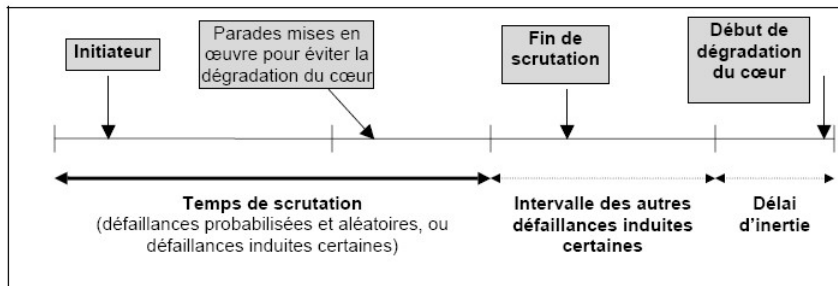 Initiateur
Parades mises en
œuvre pour éviter la
dégradation du cœur
Fin de
scrutation
Début de
dégradation
du cœur
Temps de scrutation
(défaillances probabilisées et aléatoires, ou
défaillances induites certaines)
Intervalle des autres
défaillances induites
certaines
Délai
d'inertie